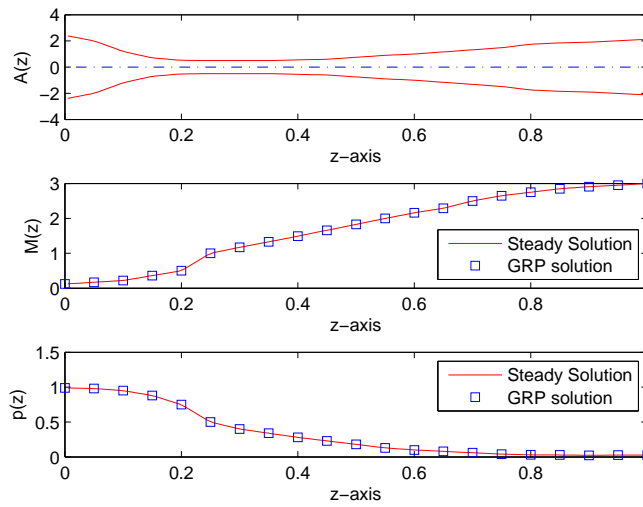 4
2
0
−2
−4
A(z)
0
0.2
0.4
0.6
0.8
z−axis
3
2
1
0
M(z)
Steady Solution
GRP solution
0
0.2
0.4
0.6
0.8
z−axis
1.5
1
0.5
0
p(z)
Steady Solution
GRP solution
0
0.2
0.4
0.6
0.8
z−axis